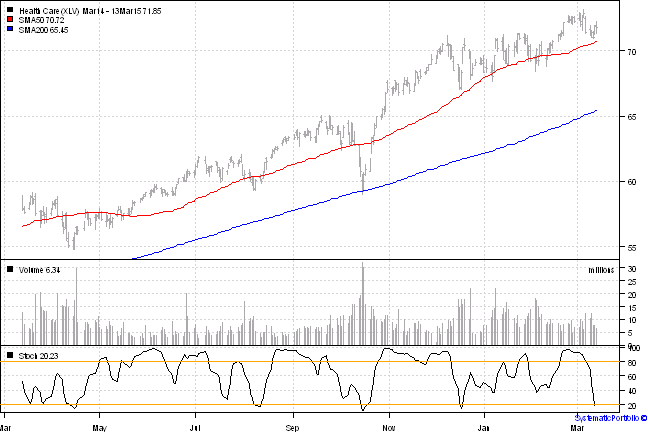 Health Care (XLV) Mar14 - 13Mar15 71.85
SMA50 70.72
SMA200 65.45
70
65
60
55
Volume 6.34
millions
30
25
20
15
10
5
0
Stoch 20.23
100
80
60
40
20
Mar
May
Jul
Sep
Nov
Jan
Mar
SystematicPortfolio ©